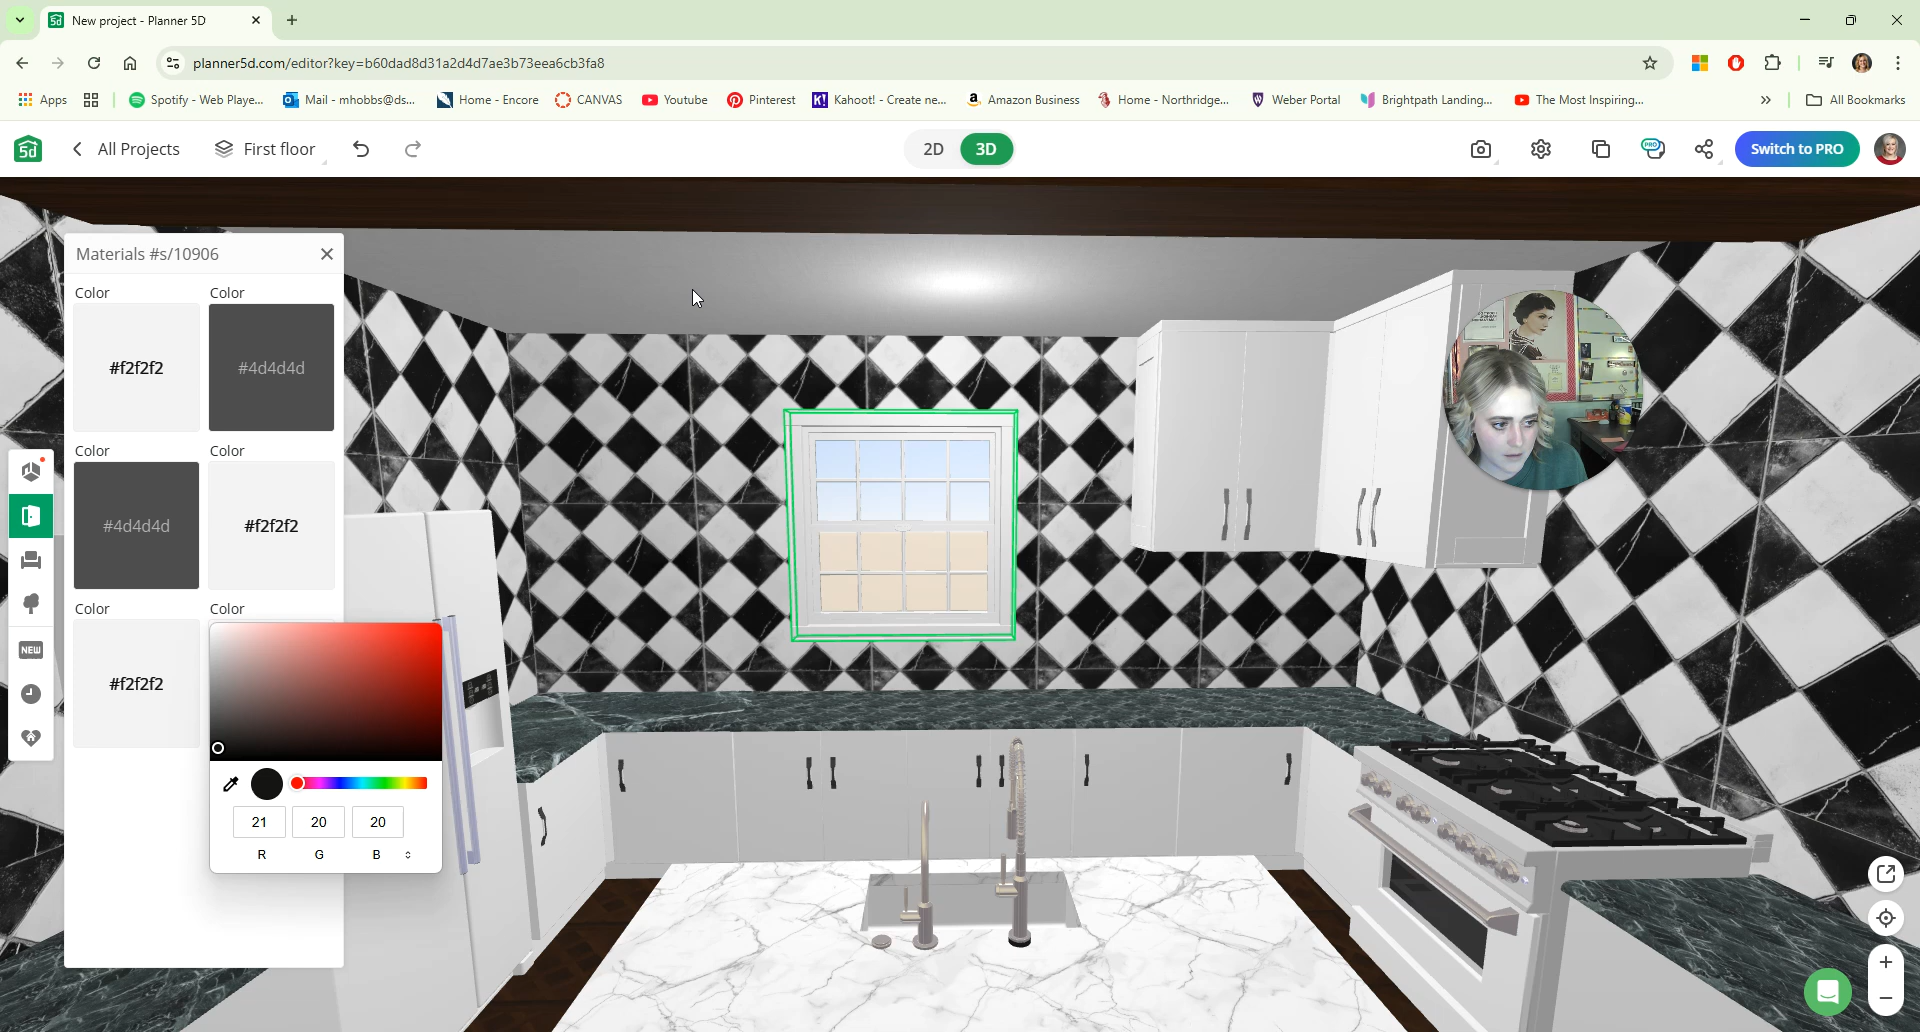 New project - Planner 5D
planner5d.com/editor?key=b60dad8d31a2d4d7ae3b73eea6cb3fa8
Apps
Spotify - Web Playe...
Mail - mhobbs@ds...
Home - Encore
CANVAS
Youtube
Pinterest
Kahoot! - Create ne...
Amazon Business
Home - Northridge...
Weber Portal
Brightpath Landing...
The Most Inspiring...
All Bookmarks
5d
All Projects
First floor
2D
3D
PRO
Switch to PRO
Materials #s/10906
Color
Color
#f2f2f2
#4d4d4d
Color
Color
#4d4d4d
#f2f2f2
Color
Color
#f2f2f2
NEW
21
20
20
R
G
B